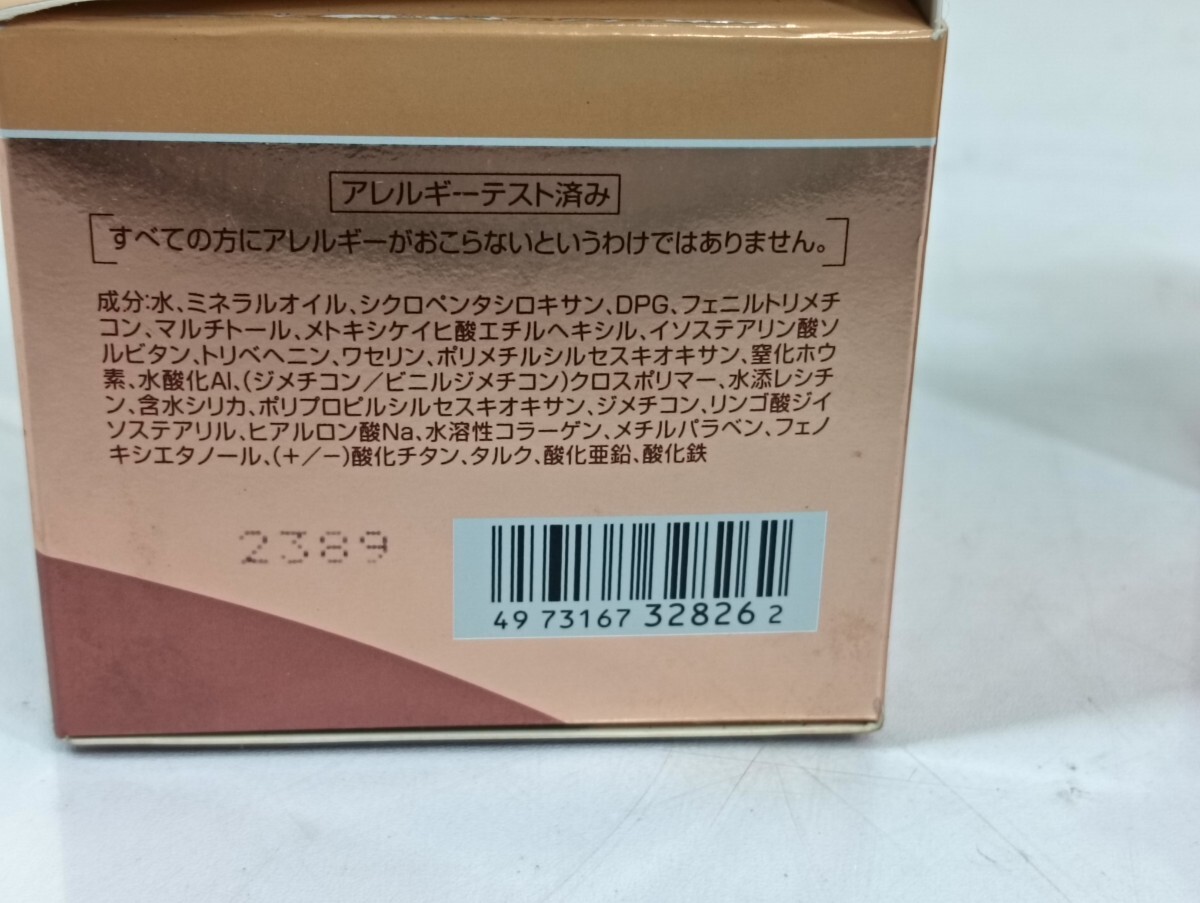 アレルギーテスト済み
すべての方にアレルギーがおこらないというわけではありません。
成分:水、ミネラルオイル、シクロペンタシロキサン、DPG、フェニルトリメチ
コン、マルチトール、メトキシケイヒ酸エチルヘキシル、イソステアリン酸ソ
ルビタン、トリベヘニン、ワセリン、ポリメチルシルセスキオキサン、窒化ホウ
素、水酸化Al、(ジメチコン/ビニルジメチコン)クロスポリマー、水添レシチ
ン、含水シリカ、ポリプロピルシルセスキオキサン、ジメチコン、リンゴ酸ジイ
ソステアリル、ヒアルロン酸Na、水溶性コラーゲン、メチルパラベン、フェノ
キシエタノール、(+/−)酸化チタン、タルク、酸化亜鉛、酸化鉄
2389
49 73167 32826 2